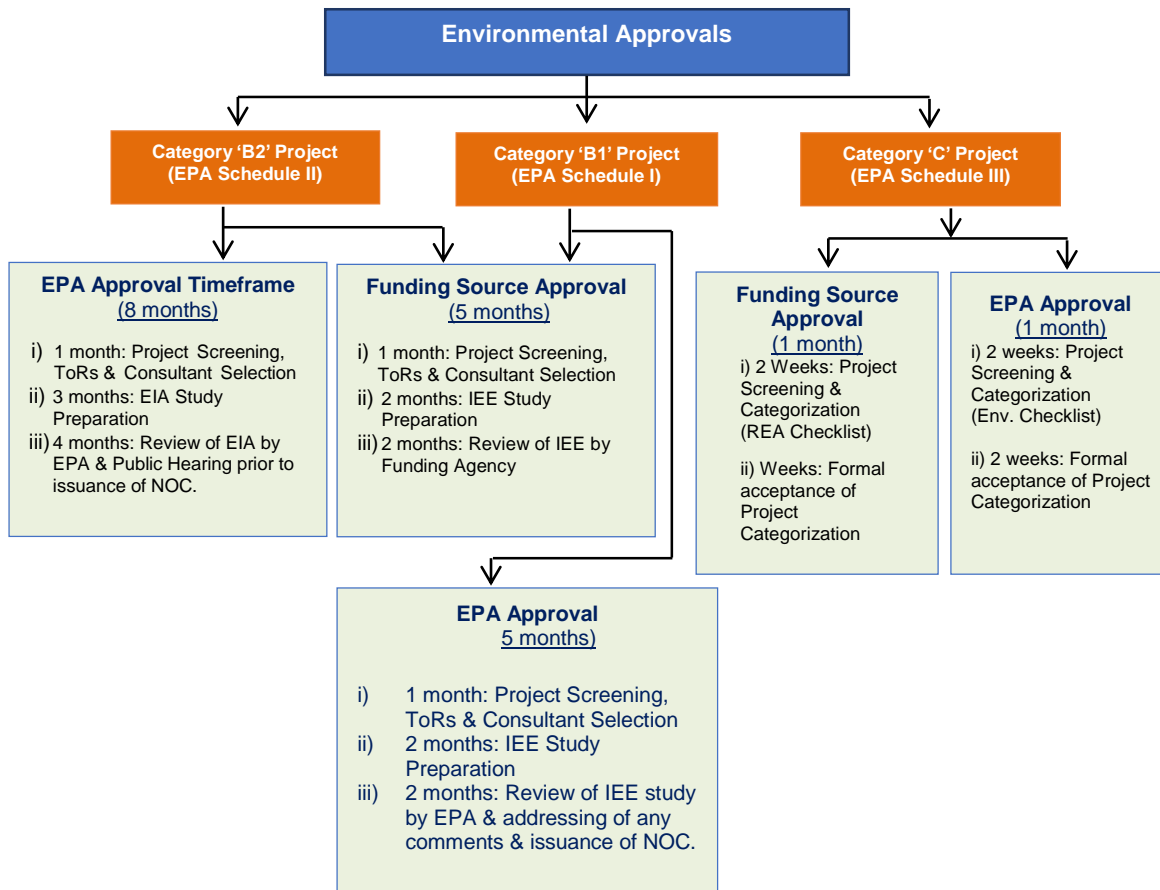 Environmental Approvals
Category ‘B2’ Project
(EPA Schedule II)
Category ‘B1’ Project
(EPA Schedule I)
Category ‘C’ Project
(EPA Schedule III)
EPA Approval Timeframe
(8 months)
i) 1 month: Project Screening,
ToRs & Consultant Selection
ii) 3 months: EIA Study
Preparation
iii) 4 months: Review of EIA by
EPA & Public Hearing prior to
issuance of NOC.
Funding Source Approval
(5 months)
i) 1 month: Project Screening,
ToRs & Consultant Selection
ii) 2 months: IEE Study
Preparation
iii) 2 months: Review of IEE by
Funding Agency
Funding Source
Approval
(1 month)
i) 2 Weeks: Project
Screening &
Categorization
(REA Checklist)
ii) Weeks: Formal
acceptance of
Project
Categorization
EPA Approval
(1 month)
i) 2 weeks: Project
Screening &
Categorization
(Env. Checklist)
ii) 2 weeks: Formal
acceptance of Project
Categorization
EPA Approval
5 months)
i) 1 month: Project Screening,
ToRs & Consultant Selection
ii) 2 months: IEE Study
Preparation
iii) 2 months: Review of IEE study
by EPA & addressing of any
comments & issuance of NOC.